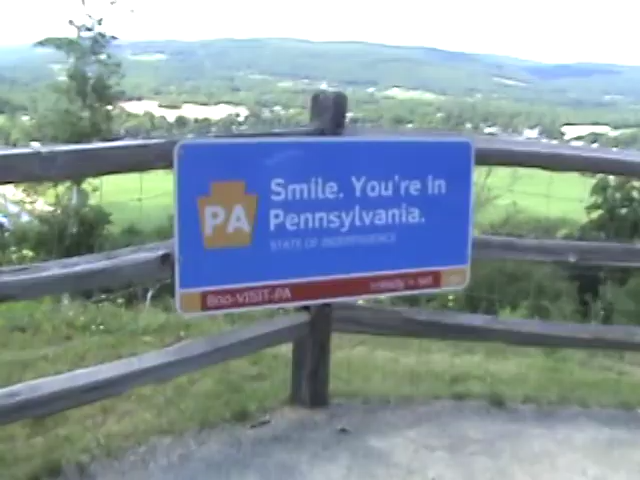 PA
Smile. You're in
Pennsylvania.
STATE OF INDEPENDENCE
800-VISIT-PA